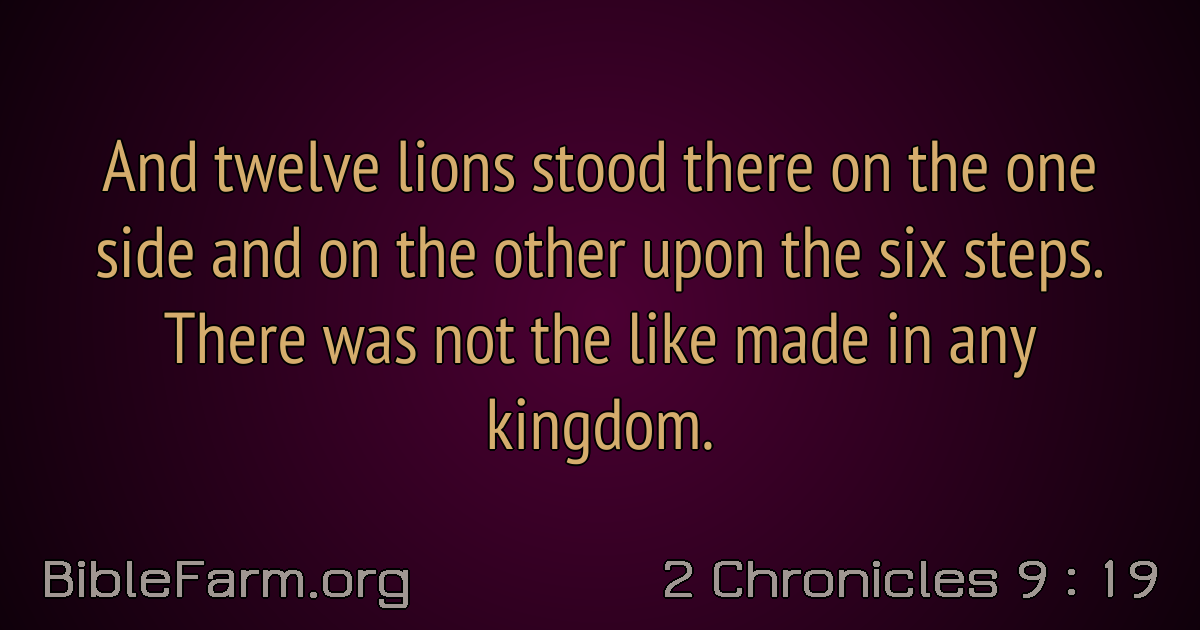 And twelve lions stood there on the one
side and on the other upon the six steps.
There was not the like made in any
kingdom.
BibleFarm.org
2 Chronicles 9 : 19